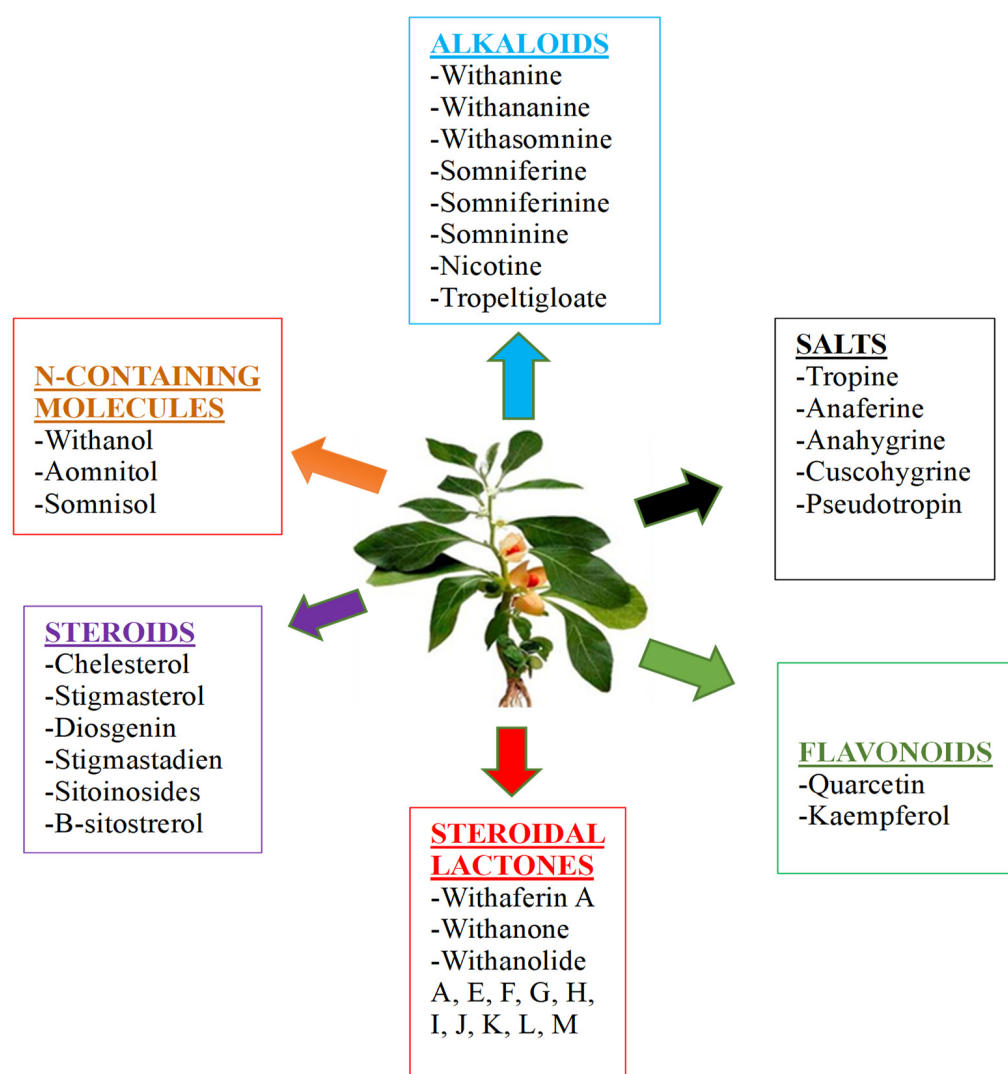 ALKALOIDS
-Withanine
-Withananine
-Withasomnine
-Somniferine
-Somniferinine
-Somninine
-Nicotine
-Tropeltigloate
N-CONTAINING
MOLECULES
-Withanol
-Aomnitol
-Somnisol
SALTS
-Tropine
-Anaferine
-Anahygrine
-Cuscohygrine
-Pseudotropin
STEROIDS
-Chelesterol
-Stigmasterol
-Diosgenin
-Stigmastadien
-Sitoinosides
-B-sitostrerol
FLAVONOIDS
-Quarcetin
-Kaempferol
STEROIDAL
LACTONES
-Withaferin A
-Withanone
-Withanolide
A, E, F, G, H,
I, J, K, L, M